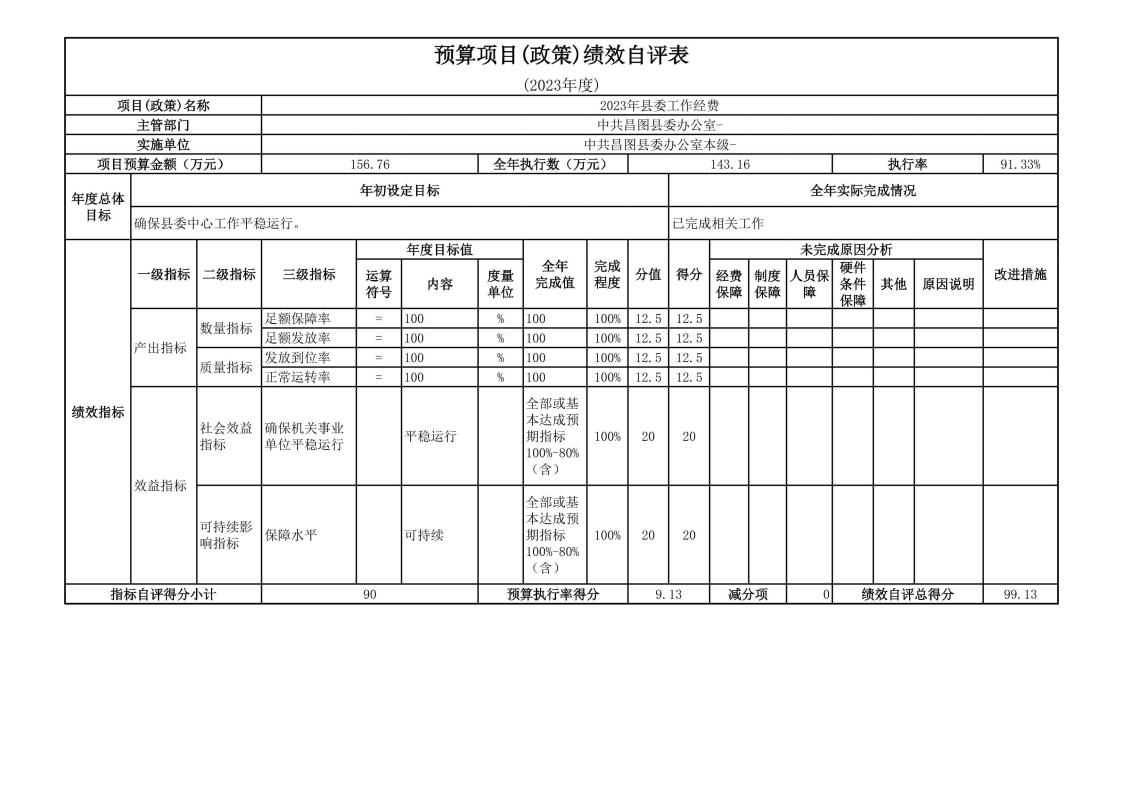 预算项目(政策)绩效自评表
(2023年度)
项目(政策)名称 2023年县委工作经费
主管部门 中共昌图县委办公室-
实施单位 中共昌图县委办公室本级-
项目预算金额（万元） 156.76 全年执行数（万元） 143.16 执行率 91.33%
年度总体
目标
年初设定目标 全年实际完成情况
确保县委中心工作平稳运行。 已完成相关工作
绩效指标
一级指标 二级指标 三级指标
年度目标值
运算
符号
内容
度量
单位
全年
完成值
完成
程度
分值 得分
未完成原因分析
经费
保障
制度
保障
人员保
障
硬件
条件
保障
其他 原因说明
改进措施
产出指标
数量指标
足额保障率 = 100 % 100 100% 12.5 12.5
足额发放率 = 100 % 100 100% 12.5 12.5
质量指标
发放到位率 = 100 % 100 100% 12.5 12.5
正常运转率 = 100 % 100 100% 12.5 12.5
效益指标
社会效益
指标
确保机关事业
单位平稳运行
平稳运行
全部或基
本达成预
期指标
100%-80%
（含）
100% 20 20
可持续影
响指标
保障水平 可持续
全部或基
本达成预
期指标
100%-80%
（含）
100% 20 20
指标自评得分小计 90 预算执行率得分 9.13 减分项 0 绩效自评总得分 99.13